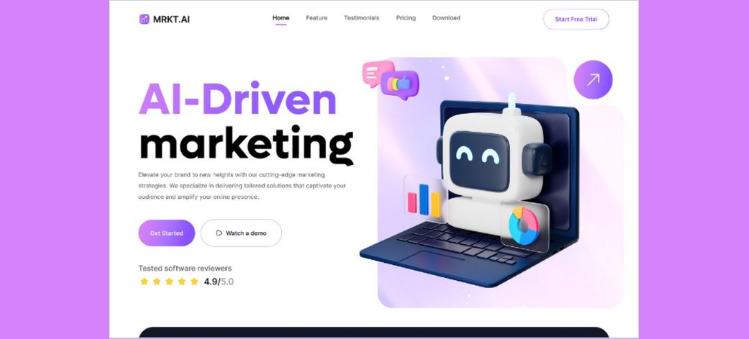 MRKT.AI
Home Feature Testimonials Pricing Download
Start Free Trial
AI-Driven
marketing
Elevate your brand to new heights with our cutting-edge marketing
strategies. We specialize in delivering tailored solutions that captivate your
audience and amplify your online presence.
Get Started
Watch a demo
Tested software reviewers
4.9/5.0